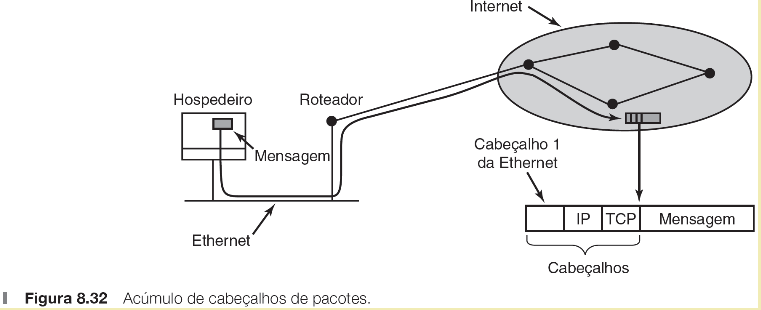 Internet
Hospedeiro
Roteador
Mensagem
Cabeçalho 1
da Ethernet
IP
TCP
Mensagem
Ethernet
Cabeçalhos
Figura 8.32 Acúmulo de cabeçalhos de pacotes.